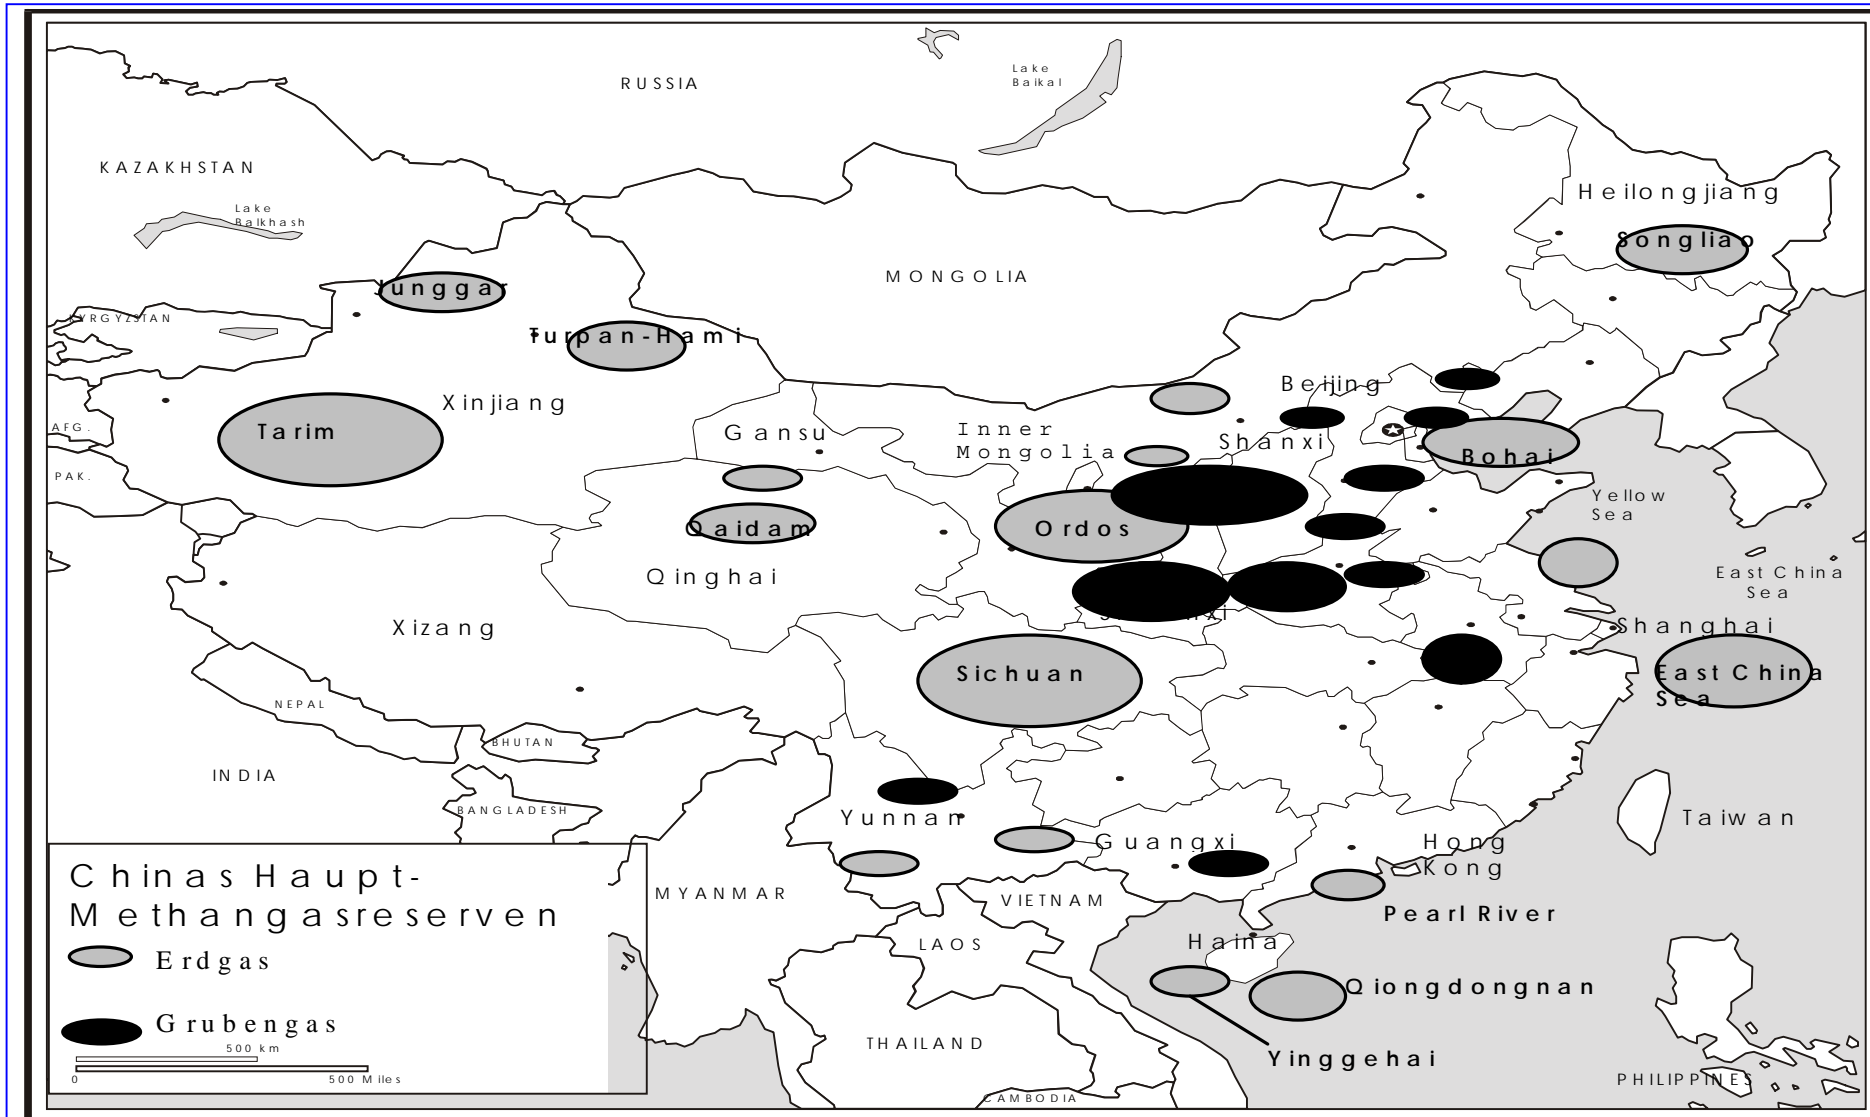 RUSSIA
Lake
Baikal
KAZAKHSTAN
Lake
Balkhash
Heilongjiang
Songliao
MONGOLIA
Junggar
KYRGYZSTAN
Turpan-Hami
Beijing
Xinjiang
Tarim
Gansu
Inner
Mongolia
Shanxi
AFG.
Bohai
PAK.
Yellow
Sea
Qaidam
Ordos
Qinghai
East China
Sea
Xizang
Shanghai
Sichuan
East China
Sea
NEPAL
BHUTAN
INDIA
BANGLADESH
Yunnan
Guangxi
Hong
Kong
Taiwan
MYANMAR
VIETNAM
Pearl River
LAOS
Haina
Qiongdongnan
THAILAND
Yinggehai
PHILIPPINES
CAMBODIA
Chinas Haupt-
Methangasreserven
Erdgas
Grubengas
500 km
0 500 Miles